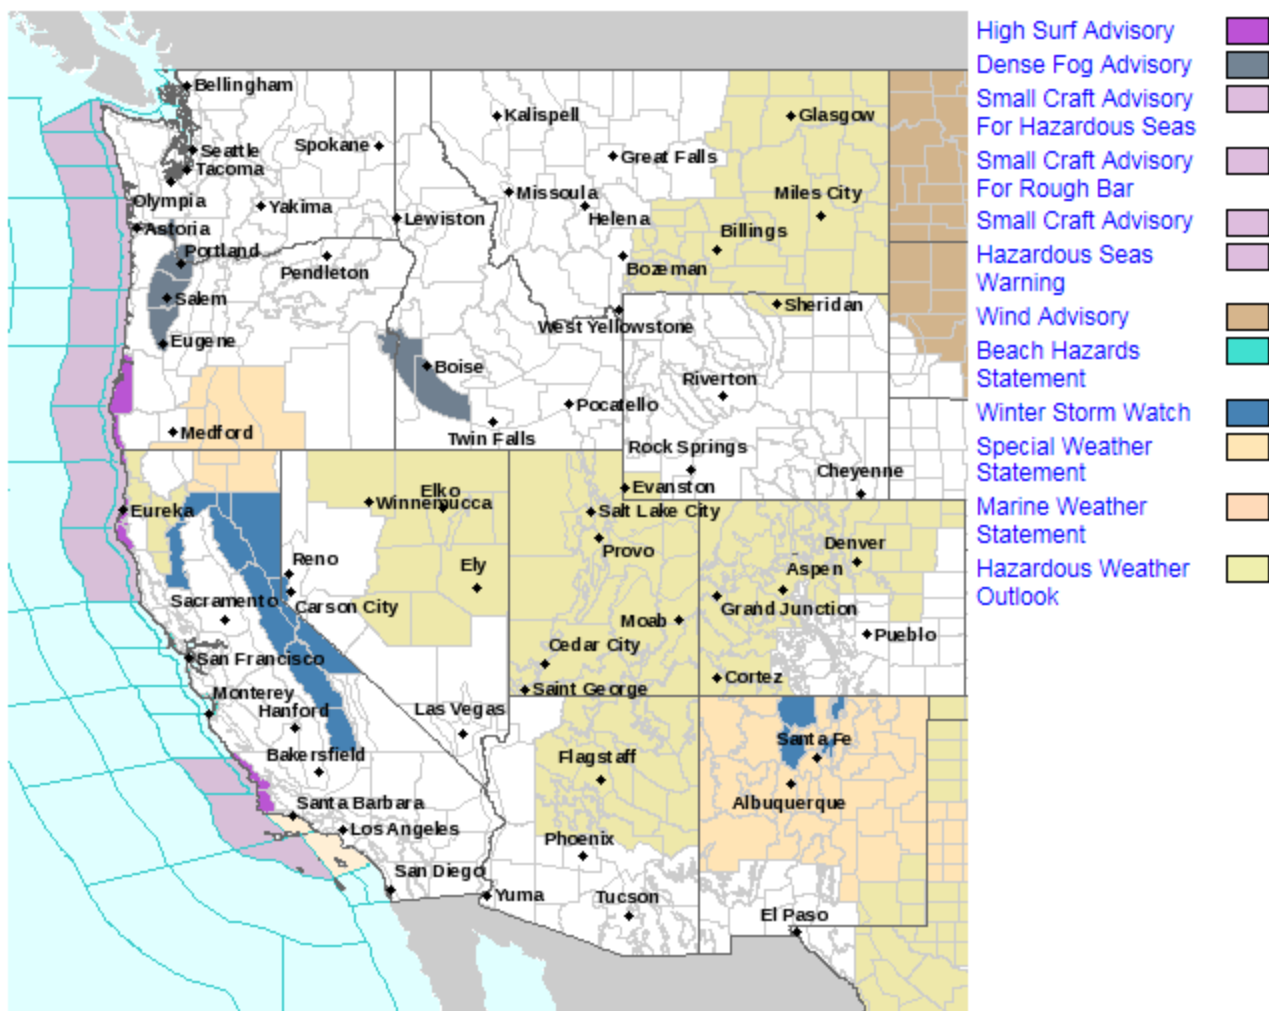 High Surf Advisory
Dense Fog Advisory
Small Craft Advisory
For Hazardous Seas
Small Craft Advisory
For Rough Bar
Small Craft Advisory
Hazardous Seas
Warning
Wind Advisory
Beach Hazards
Statement
Winter Storm Watch
Special Weather
Statement
Marine Weather
Statement
Hazardous Weather
Outlook
Bellingham
Kalispell
Glasgow
Seattle
Spokane
Great Falls
Tacoma
Missoula
Miles City
Olympia
Yakima
Lewiston
Helena
Astoria
Billings
Portland
Pendleton
Bozeman
Salem
Sheridan
West Yellowstone
Eugene
Boise
Riverton
Pocatello
Medford
Twin Falls
Rock Springs
Cheyenne
Elko
Evanston
Winnemucca
Eureka
Salt Lake City
Provo
Denver
Reno
Ely
Aspen
Sacramento
Carson City
Grand Junction
Moab
Pueblo
Cedar City
San Francisco
Cortez
Saint George
Monterey
Hanford
Las Vegas
Santa Fe
Bakersfield
Flagstaff
Santa Barbara
Albuquerque
Los Angeles
Phoenix
San Diego
Yuma
Tucson
El Paso